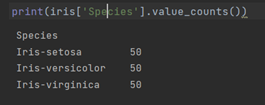 print(iris['Species'].value_counts())
Species
Iris-setosa 50
Iris-versicolor 50
Iris-virginica 50